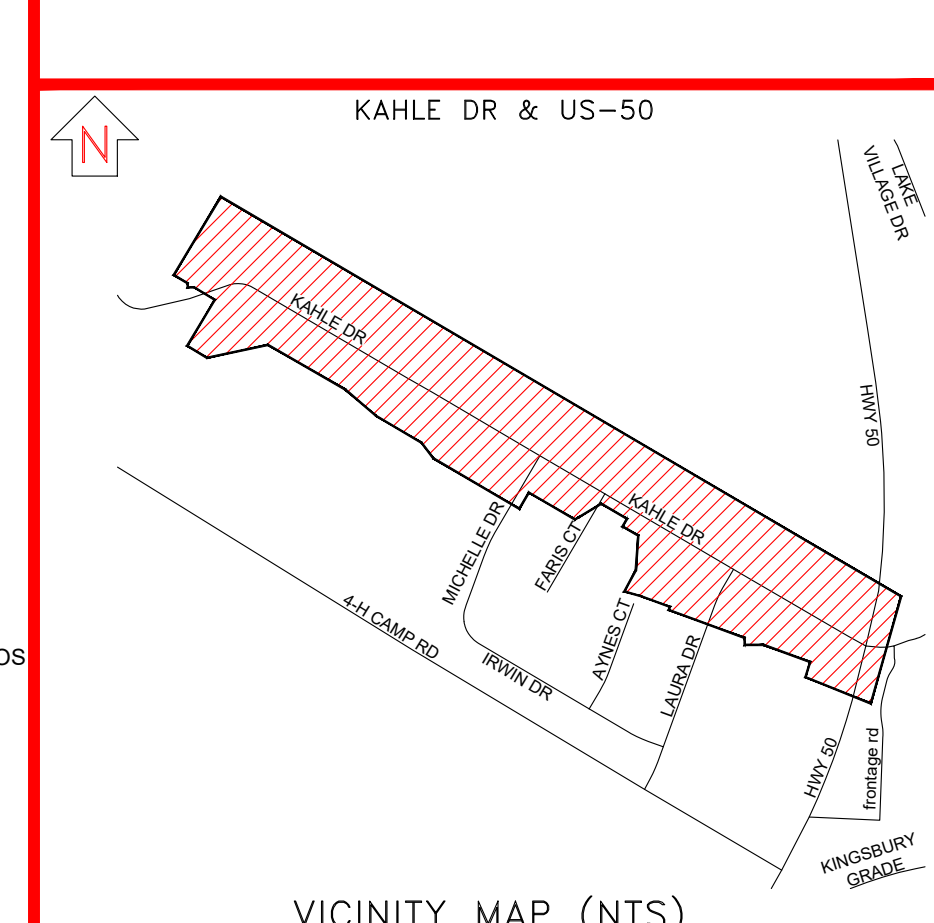 KAHLE DR & US-50
N
LAKE
VILLAGE DR
KAHLE DR
HWY 50
KAHLE DR
MICHELLE DR
FARIS CT
4-H CAMP RD
AYNES CT
IRWIN DR
LAURA DR
OS
HWY 50
frontage rd
KINGSBURY
GRADE
VICINITY MAP (NTS)